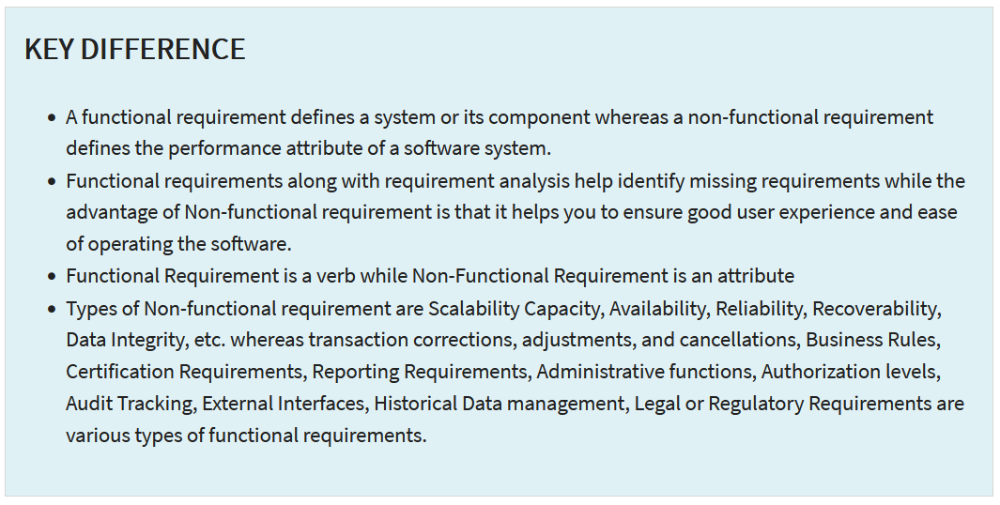 KEY DIFFERENCE
• A functional requirement defines a system or its component whereas a non-functional requirement
defines the performance attribute of a software system.
• Functional requirements along with requirement analysis help identify missing requirements while the
advantage of Non-functional requirement is that it helps you to ensure good user experience and ease
of operating the software.
• Functional Requirement is a verb while Non-Functional Requirement is an attribute
• Types of Non-functional requirement are Scalability Capacity, Availability, Reliability, Recoverability,
Data Integrity, etc. whereas transaction corrections, adjustments, and cancellations, Business Rules,
Certification Requirements, Reporting Requirements, Administrative functions, Authorization levels,
Audit Tracking, External Interfaces, Historical Data management, Legal or Regulatory Requirements are
various types of functional requirements.